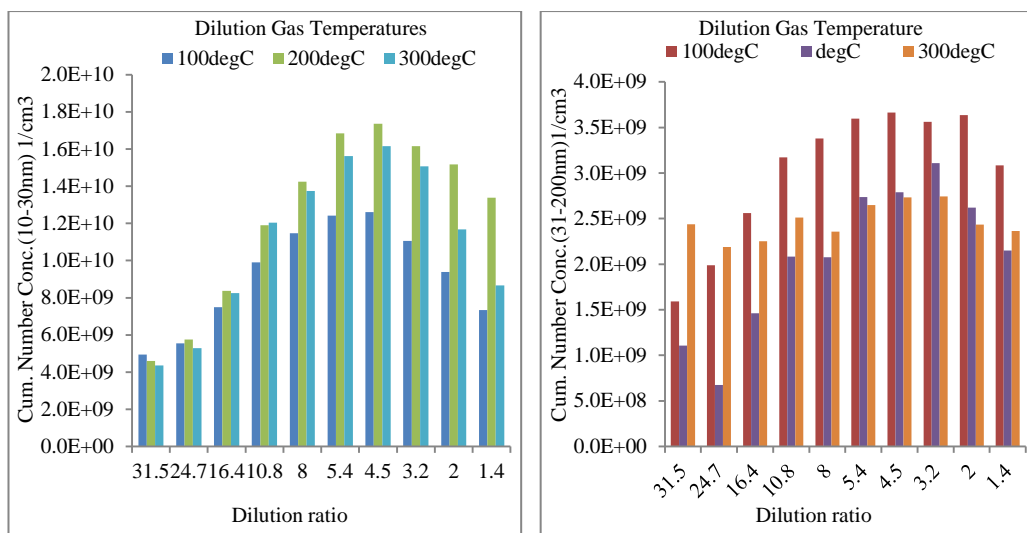 Dilution Gas Temperatures
100degC 200degC 300degC
Cum. Number Conc.(10-30nm) 1/cm3
2.0E+10
1.8E+10
1.6E+10
1.4E+10
1.2E+10
1.0E+10
8.0E+09
6.0E+09
4.0E+09
2.0E+09
0.0E+00
31.5 24.7 16.4 10.8 8 5.4 4.5 3.2 2 1.4
Dilution ratio
Dilution Gas Temperature
100degC degC 300degC
Cum. Number Conc.(31-200nm)1/cm3
4.0E+09
3.5E+09
3.0E+09
2.5E+09
2.0E+09
1.5E+09
1.0E+09
5.0E+08
0.0E+00
31.5 24.7 16.4 10.8 8 5.4 4.5 3.2 2 1.4
Dilution ratio